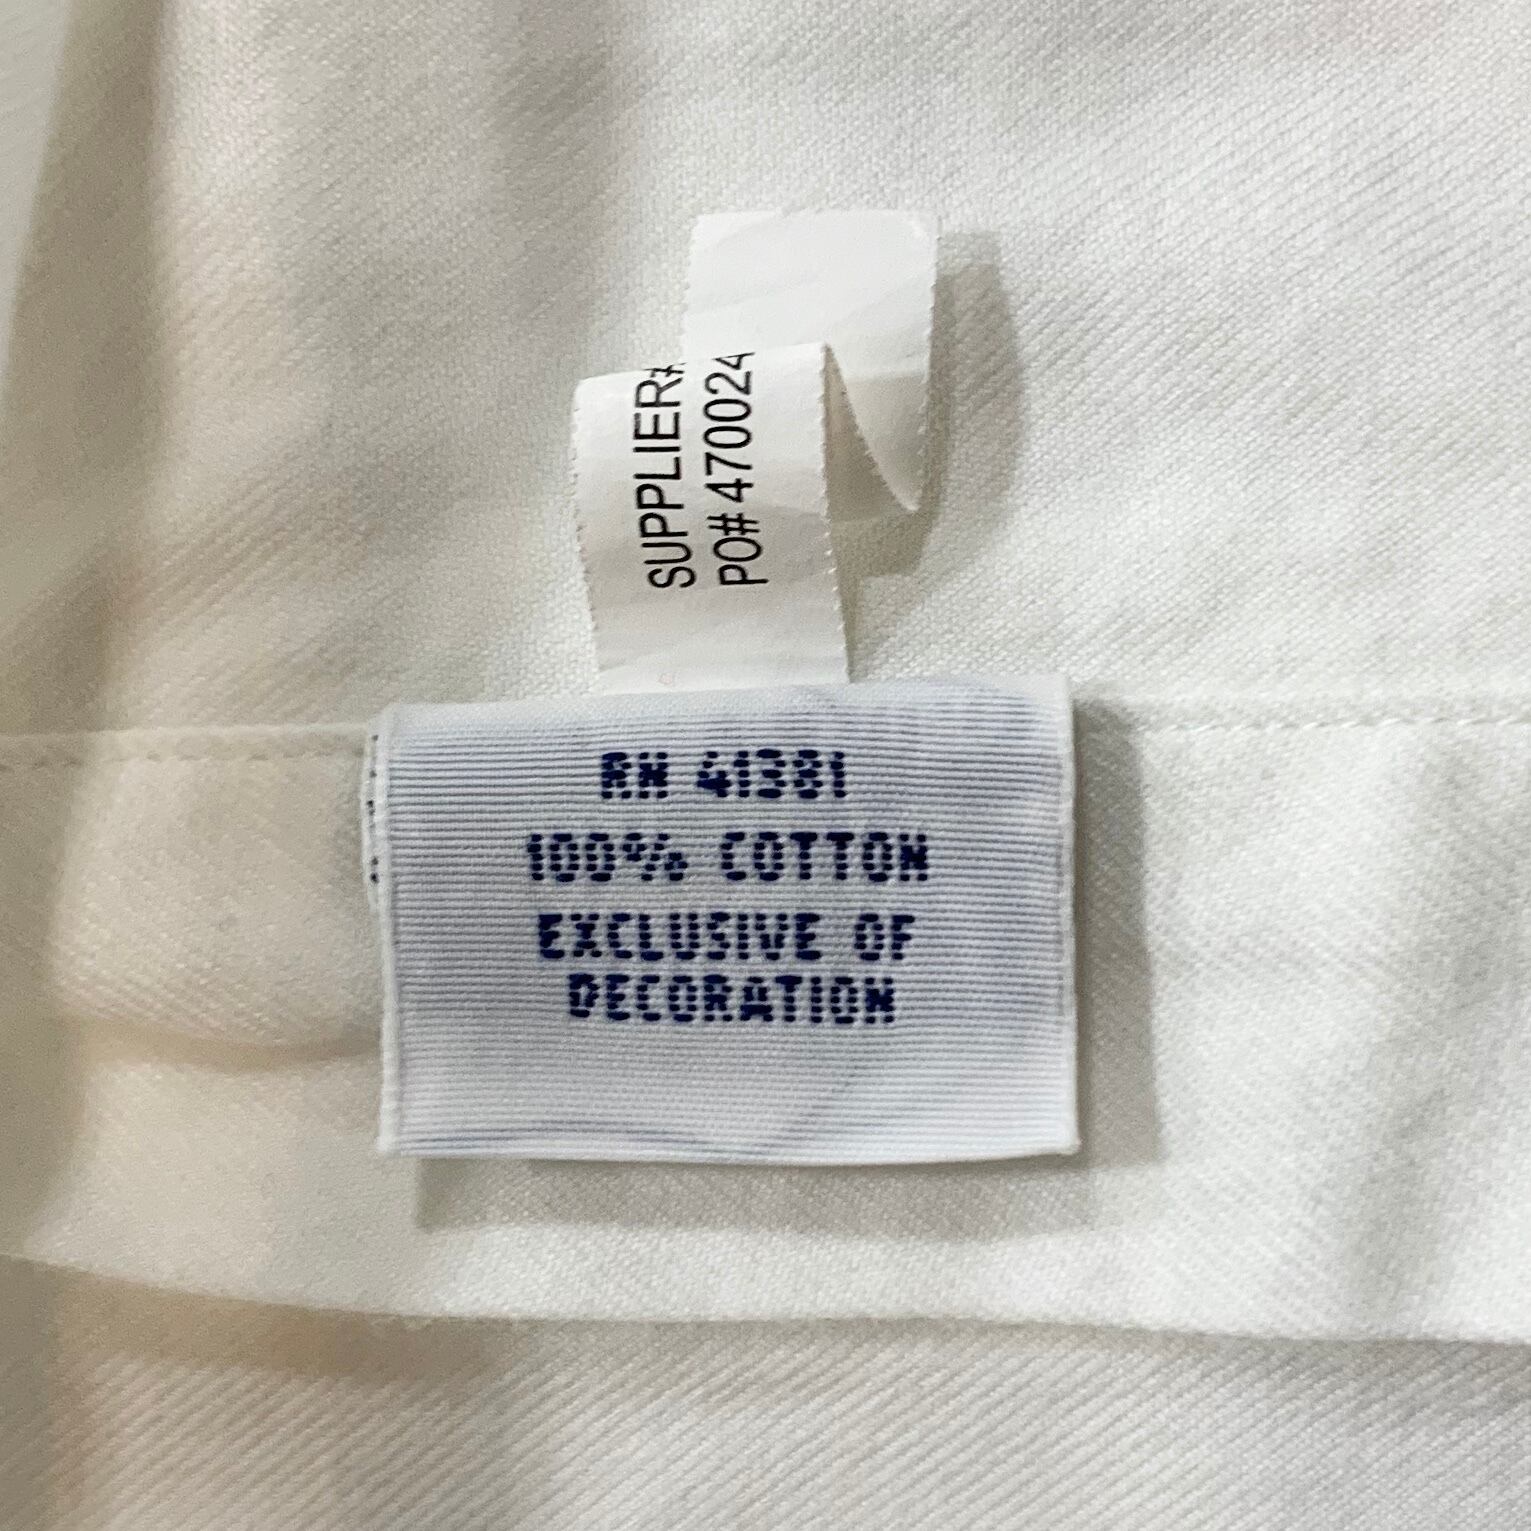 SUPPLIER#
PO# 470024
RN 41381
100% COTTON
EXCLUSIVE OF
DECORATION